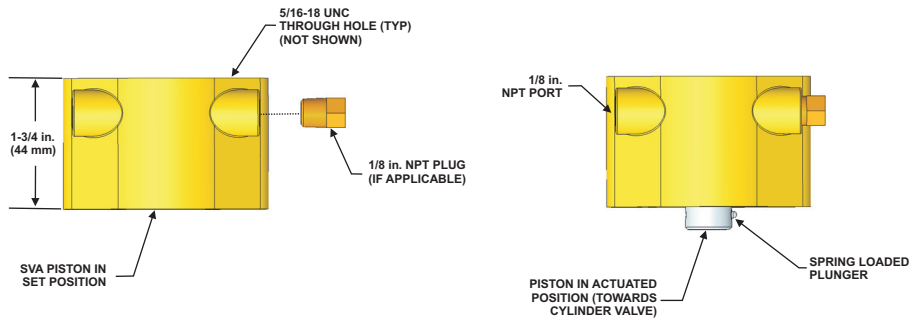 5/16-18 UNC
THROUGH HOLE (TYP)
(NOT SHOWN)
1-3/4 in.
(44 mm)
1/8 in. NPT PLUG
(IF APPLICABLE)
SVA PISTON IN
SET POSITION
1/8 in.
NPT PORT
SPRING LOADED
PLUNGER
PISTON IN ACTUATED
POSITION (TOWARDS
CYLINDER VALVE)